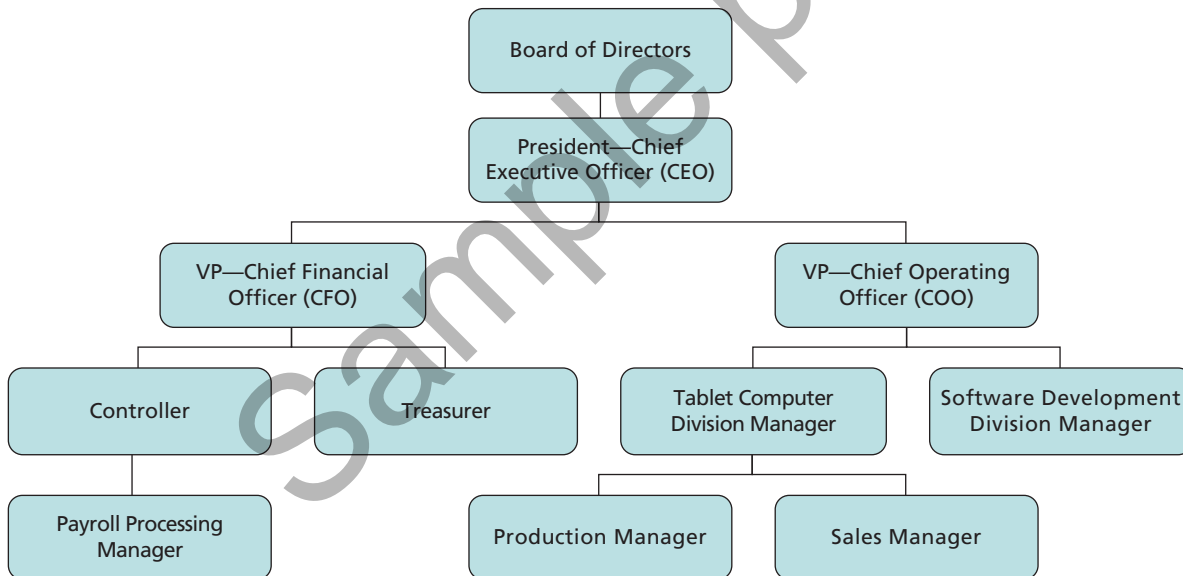 Board of Directors
President—Chief
Executive Officer (CEO)
VP—Chief Financial
Officer (CFO)
VP—Chief Operating
Officer (COO)
Controller
Treasurer
Tablet Computer
Division Manager
Software Development
Division Manager
Payroll Processing
Manager
Production Manager
Sales Manager
Sample